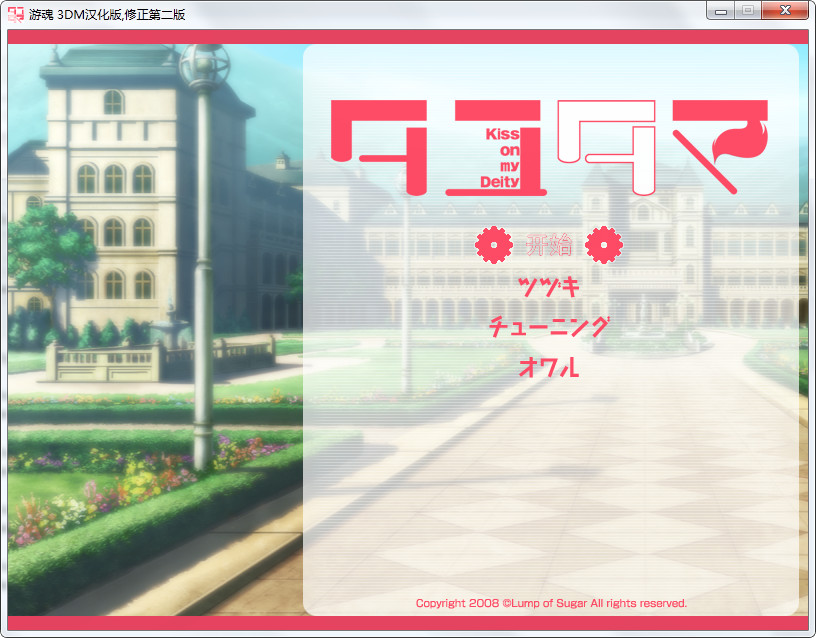 游魂 3DM汉化版,修正第二版
タユタマ
Kiss
on
my
Deity
开始
ツヅキ
チューニング
オワル
Copyright 2008 ©Lump of Sugar All rights reserved.